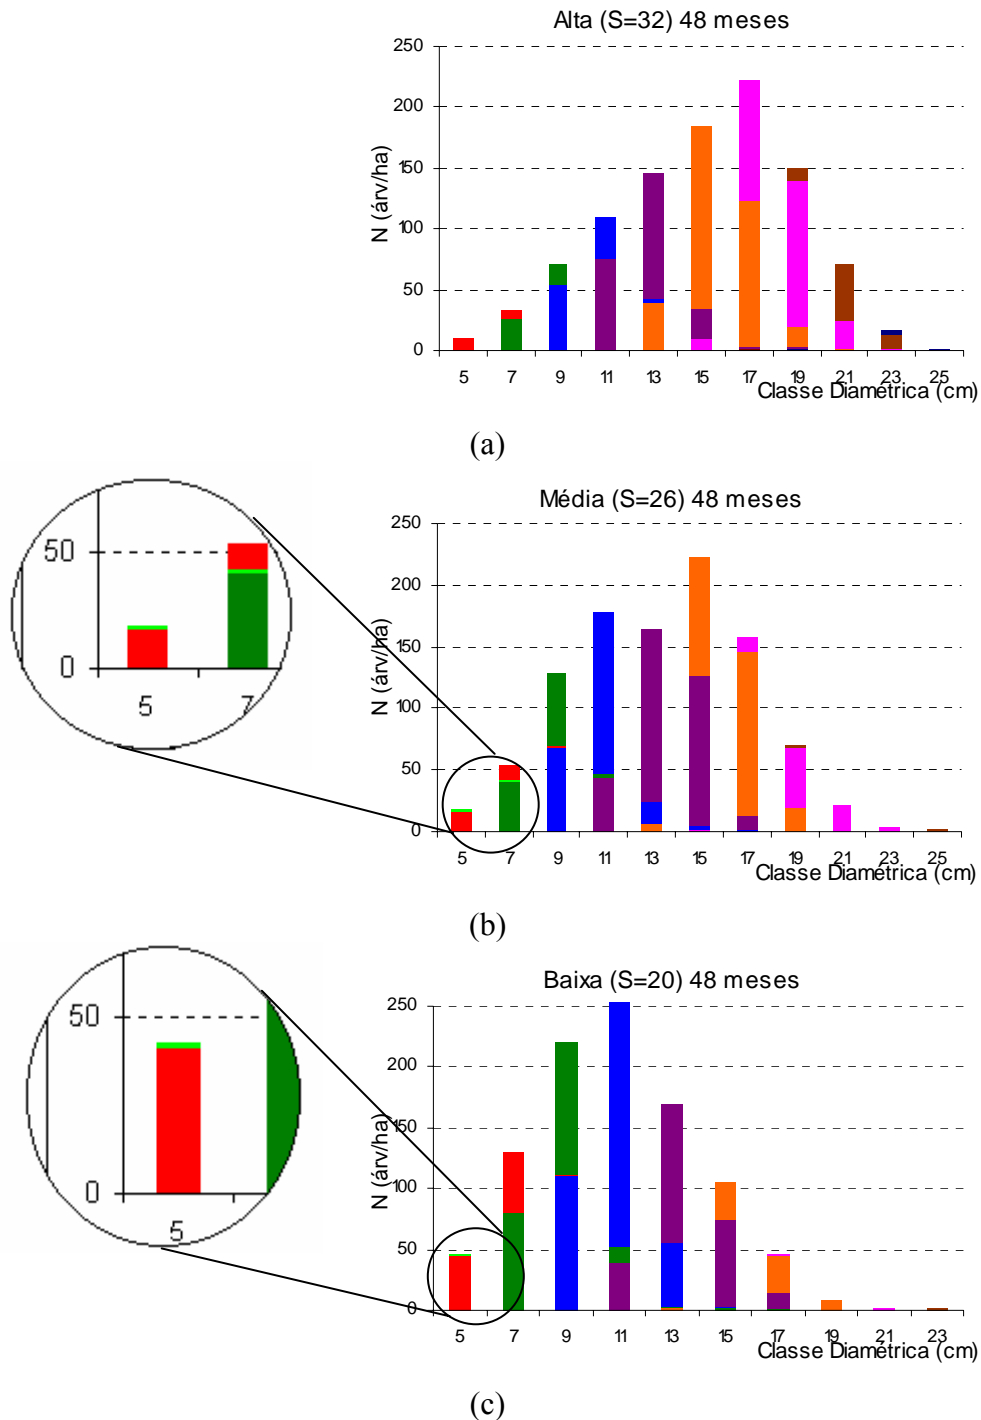 Alta (S=32) 48 meses
250
200
150
100
50
0
N (árv/ha)
5 7 9 11 13 15 17 19 21 23 25
Classe Diamétrica (cm)
(a)
50
0
5 7
Média (S=26) 48 meses
250
200
150
100
50
0
N (árv/ha)
5 7 9 11 13 15 17 19 21 23 25
Classe Diamétrica (cm)
(b)
50
0
5
Baixa (S=20) 48 meses
250
200
150
100
50
0
N (árv/ha)
5 7 9 11 13 15 17 19 21 23
Classe Diamétrica (cm)
(c)